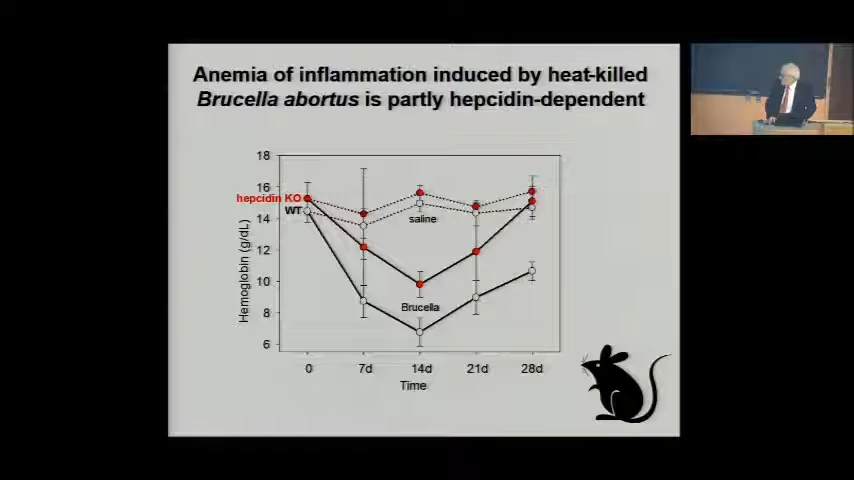 Anemia of inflammation induced by heat-killed
Brucella abortus is partly hepcidin-dependent
18
16
14
12
10
8
6
Hemoglobin (g/dL)
hepcidin KO
WT
saline
Brucella
0
7d
14d
21d
28d
Time